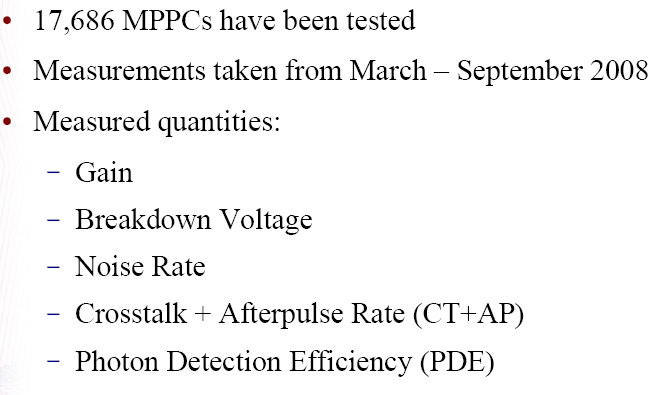 • 17,686 MPPCs have been tested
• Measurements taken from March – September 2008
• Measured quantities:
– Gain
– Breakdown Voltage
– Noise Rate
– Crosstalk + Afterpulse Rate (CT+AP)
– Photon Detection Efficiency (PDE)